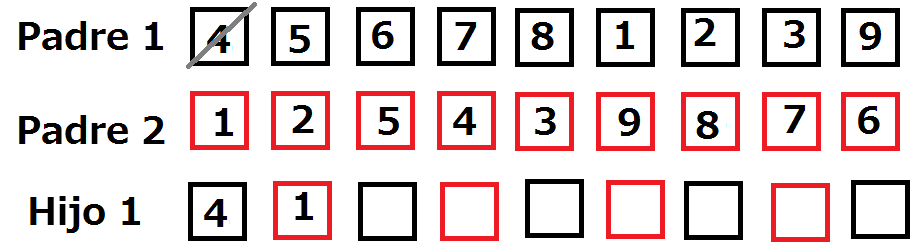 Padre 1 4 5 6 7 8 1 2 3 9
Padre 2 1 2 5 4 3 9 8 7 6
Hijo 1 4 1